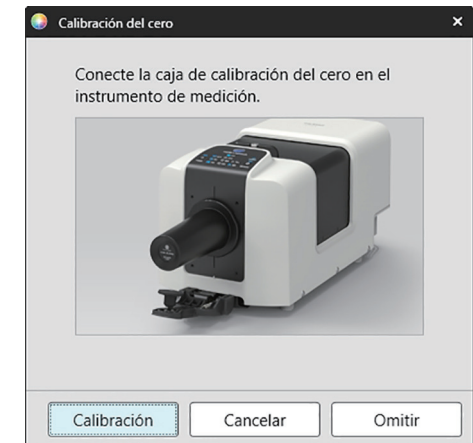 Calibración del cero
Conecte la caja de calibración del cero en el
instrumento de medición.
Calibración
Cancelar
Omitir